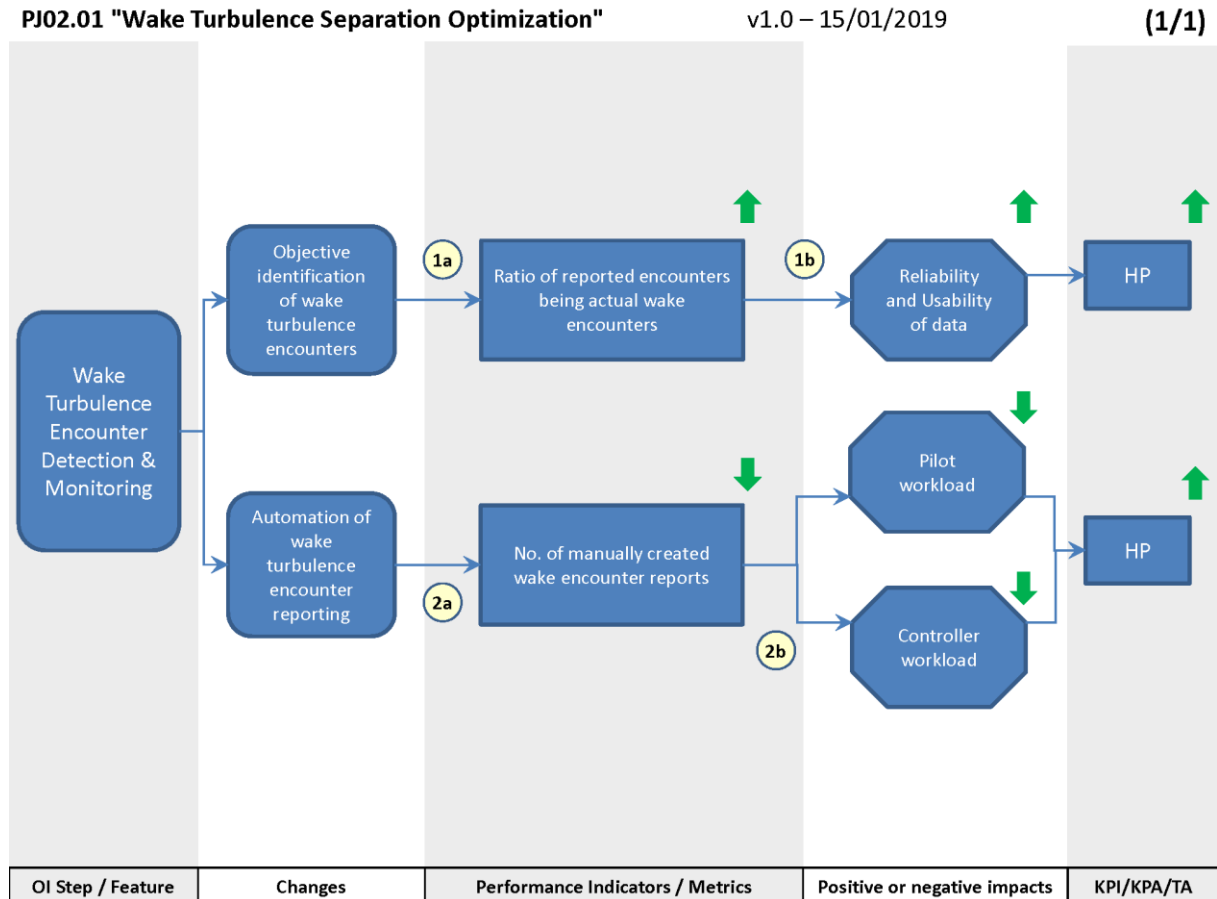 PJ02.01 "Wake Turbulence Separation Optimization" v1.0 – 15/01/2019 (1/1)
Wake
Turbulence
Encounter
Detection &
Monitoring
Objective
identification
of wake
turbulence
encounters
1a
Ratio of reported encounters
being actual wake
encounters
1b
Reliability
and Usability
of data
HP
Automation of
wake
turbulence
encounter
reporting
2a
No. of manually created
wake encounter reports
2b
Pilot
workload
Controller
workload
HP
OI Step / Feature
Changes
Performance Indicators / Metrics
Positive or negative impacts
KPI/KPA/TA